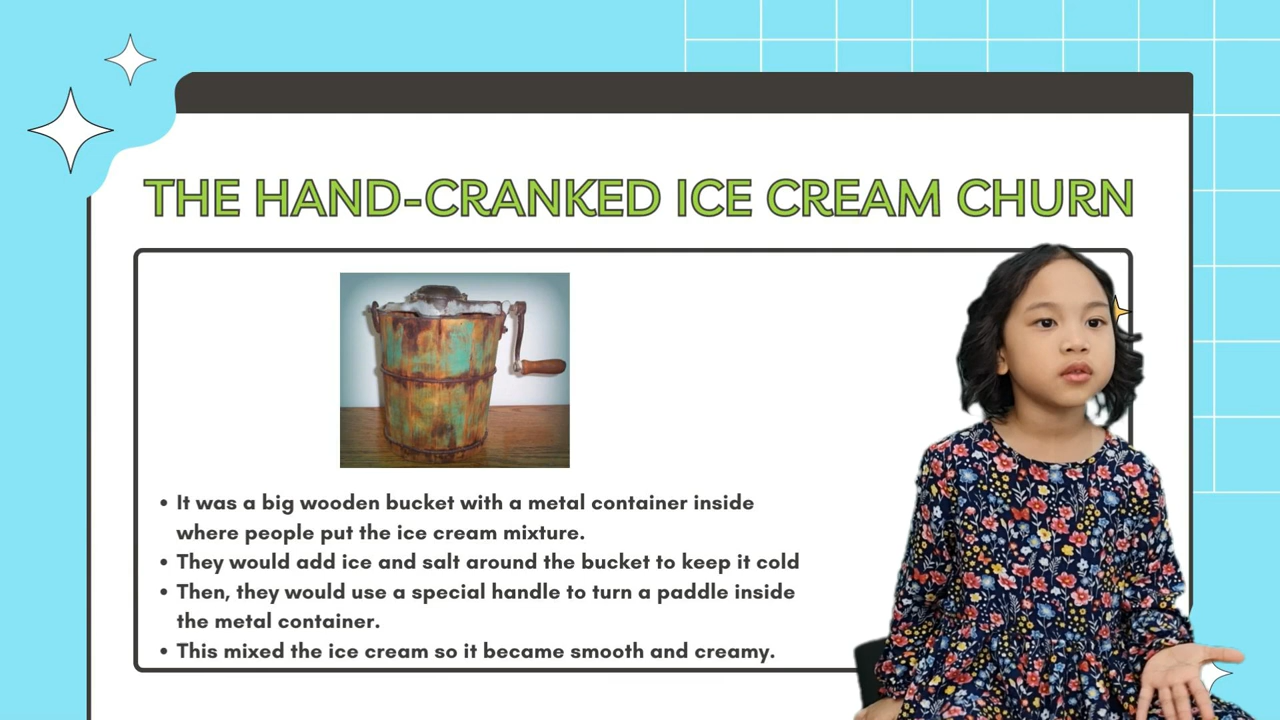 THE HAND-CRANKED ICE CREAM CHURN
• It was a big wooden bucket with a metal container inside
where people put the ice cream mixture.
• They would add ice and salt around the bucket to keep it cold
• Then, they would use a special handle to turn a paddle inside
the metal container.
• This mixed the ice cream so it became smooth and creamy.